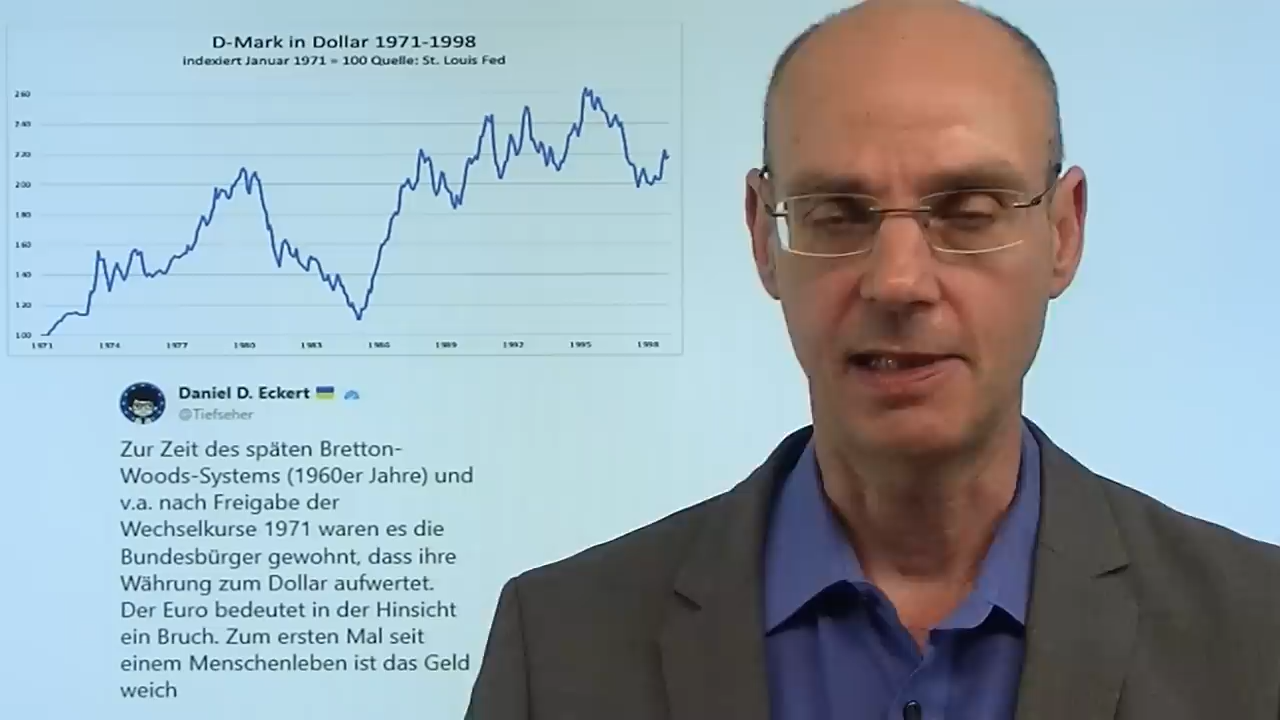 D-Mark in Dollar 1971-1998
indexiert Januar 1971 = 100 Quelle: St. Louis Fed
260
240
220
200
180
160
140
120
100
1971 1974 1977 1980 1983 1986 1989 1992 1995 1998
Daniel D. Eckert
@Tiefseher
Zur Zeit des späten Bretton-
Woods-Systems (1960er Jahre) und
v.a. nach Freigabe der
Wechselkurse 1971 waren es die
Bundesbürger gewohnt, dass ihre
Währung zum Dollar aufwertet.
Der Euro bedeutet in der Hinsicht
ein Bruch. Zum ersten Mal seit
einem Menschenleben ist das Geld
weich